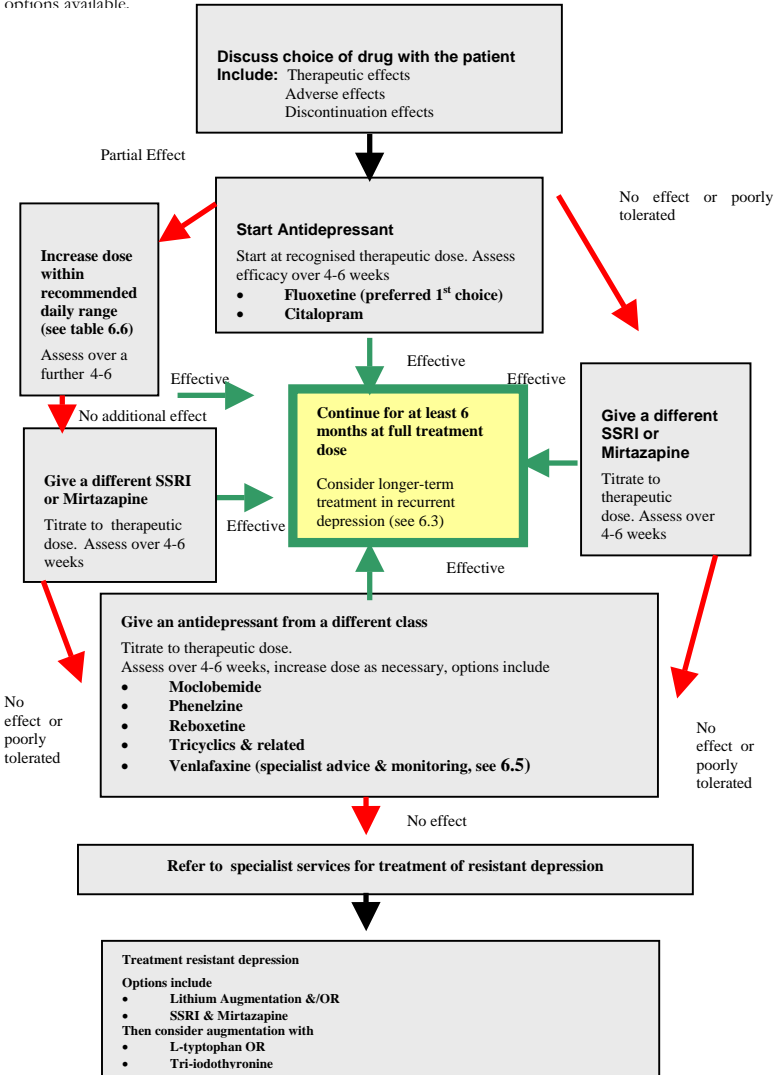 options available.
Discuss choice of drug with the patient
Include: Therapeutic effects
Adverse effects
Discontinuation effects
Partial Effect
No effect or poorly
tolerated
Start Antidepressant
Start at recognised therapeutic dose. Assess
efficacy over 4-6 weeks
• Fluoxetine (preferred 1st choice)
• Citalopram
Increase dose
within
recommended
daily range
(see table 6.6)
Assess over a
further 4-6
Effective
Effective
Effective
No additional effect
Continue for at least 6
months at full treatment
dose
Consider longer-term
treatment in recurrent
depression (see 6.3)
Give a different
SSRI or
Mirtazapine
Titrate to
therapeutic
dose. Assess over
4-6 weeks
Give a different SSRI
or Mirtazapine
Titrate to therapeutic
dose. Assess over 4-6
weeks
Effective
Effective
Give an antidepressant from a different class
Titrate to therapeutic dose.
Assess over 4-6 weeks, increase dose as necessary, options include
• Moclobemide
• Phenelzine
• Reboxetine
• Tricyclics & related
• Venlafaxine (specialist advice & monitoring, see 6.5)
No
effect or
poorly
tolerated
No
effect or
poorly
tolerated
No effect
Refer to specialist services for treatment of resistant depression
Treatment resistant depression
Options include
• Lithium Augmentation &/OR
• SSRI & Mirtazapine
Then consider augmentation with
• L-typtophan OR
• Tri-iodothyronine